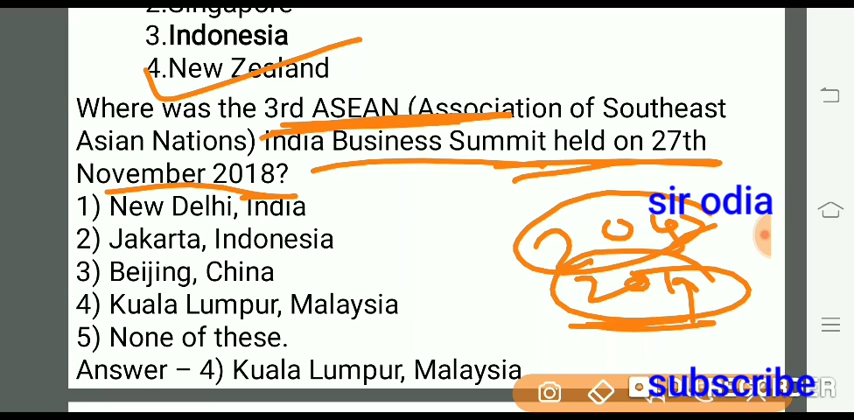 2.Singapore
3.Indonesia
4.New Zealand
Where was the 3rd ASEAN (Association of Southeast
Asian Nations) India Business Summit held on 27th
November 2018?
1) New Delhi, India
2) Jakarta, Indonesia
3) Beijing, China
4) Kuala Lumpur, Malaysia
5) None of these.
Answer – 4) Kuala Lumpur, Malaysia
sir odia
subscribe